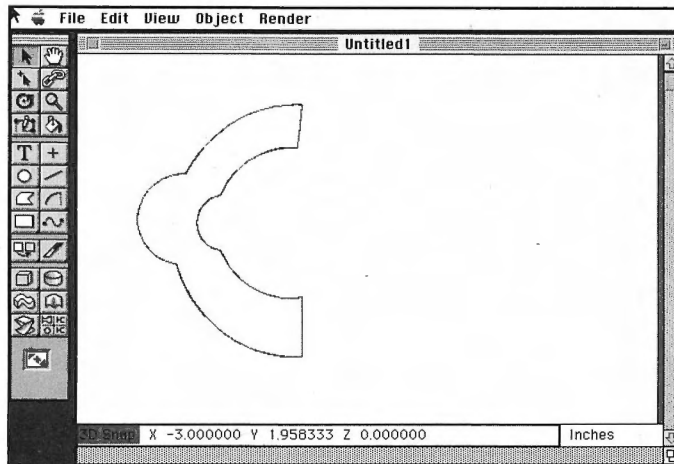 File Edit View Object Render
Untitled1
T
3D Snap X -3.000000 Y 1.958333 Z 0.000000 Inches